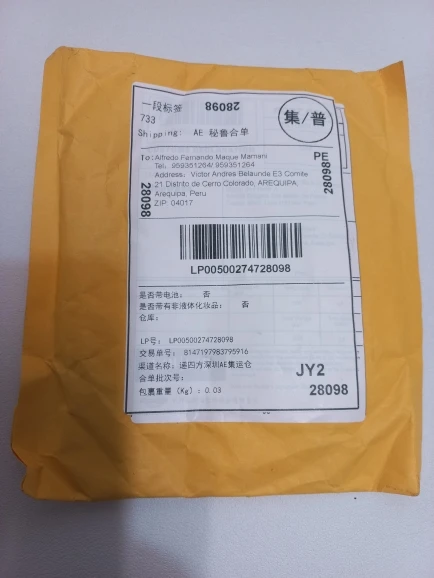 一段标签
28098
733
集/普
Shipping: AE 秘鲁合单
To: Alfredo Fernando Maque Mamani
PE
Tel: 959351264/ 959351264
Address: Victor Andres Belaunde E3 Comite
21 Distrito de Cerro Colorado, AREQUIPA,
Arequipa, Peru
ZIP: 04017
28098
28098
LP00500274728098
是否带电池: 否
是否带有非液体化妆品: 否
仓库:
LP号: LP00500274728098
交易单号: 8147197983795916
渠道名称: 递四方深圳AE集运仓
合单批次号:
包裹重量(Kg): 0.03
JY2
28098